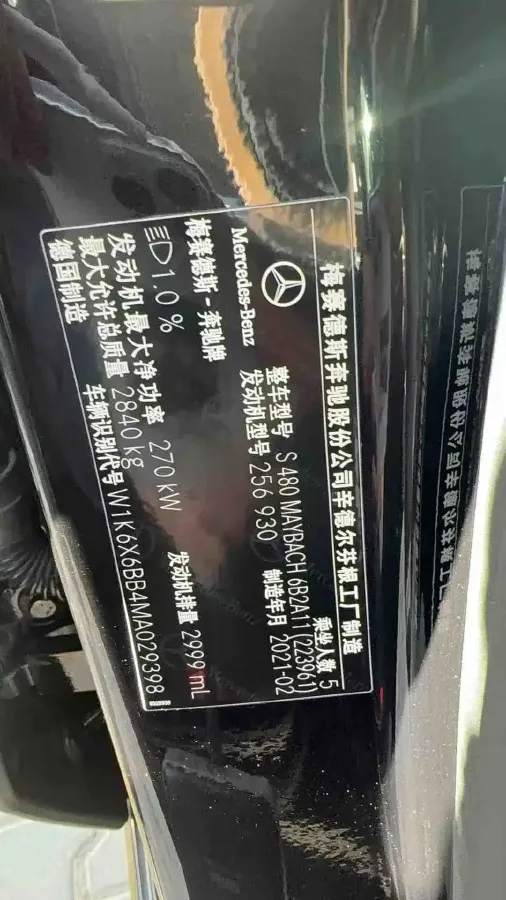 梅赛德斯奔驰股份公司辛德尔芬根工厂制造
乘坐人数 5
整车型号 S 480 MAYBACH 6B2A11(223961)
发动机型号 256 930
制造年月 2021-02
Mercedes-Benz
梅赛德斯-奔驰牌
1.0 %
发动机最大净功率 270 kW
发动机排量 2999 mL
最大允许总质量 2840 kg
车辆识别代号 W1K6X6BB4MA029398
德国制造